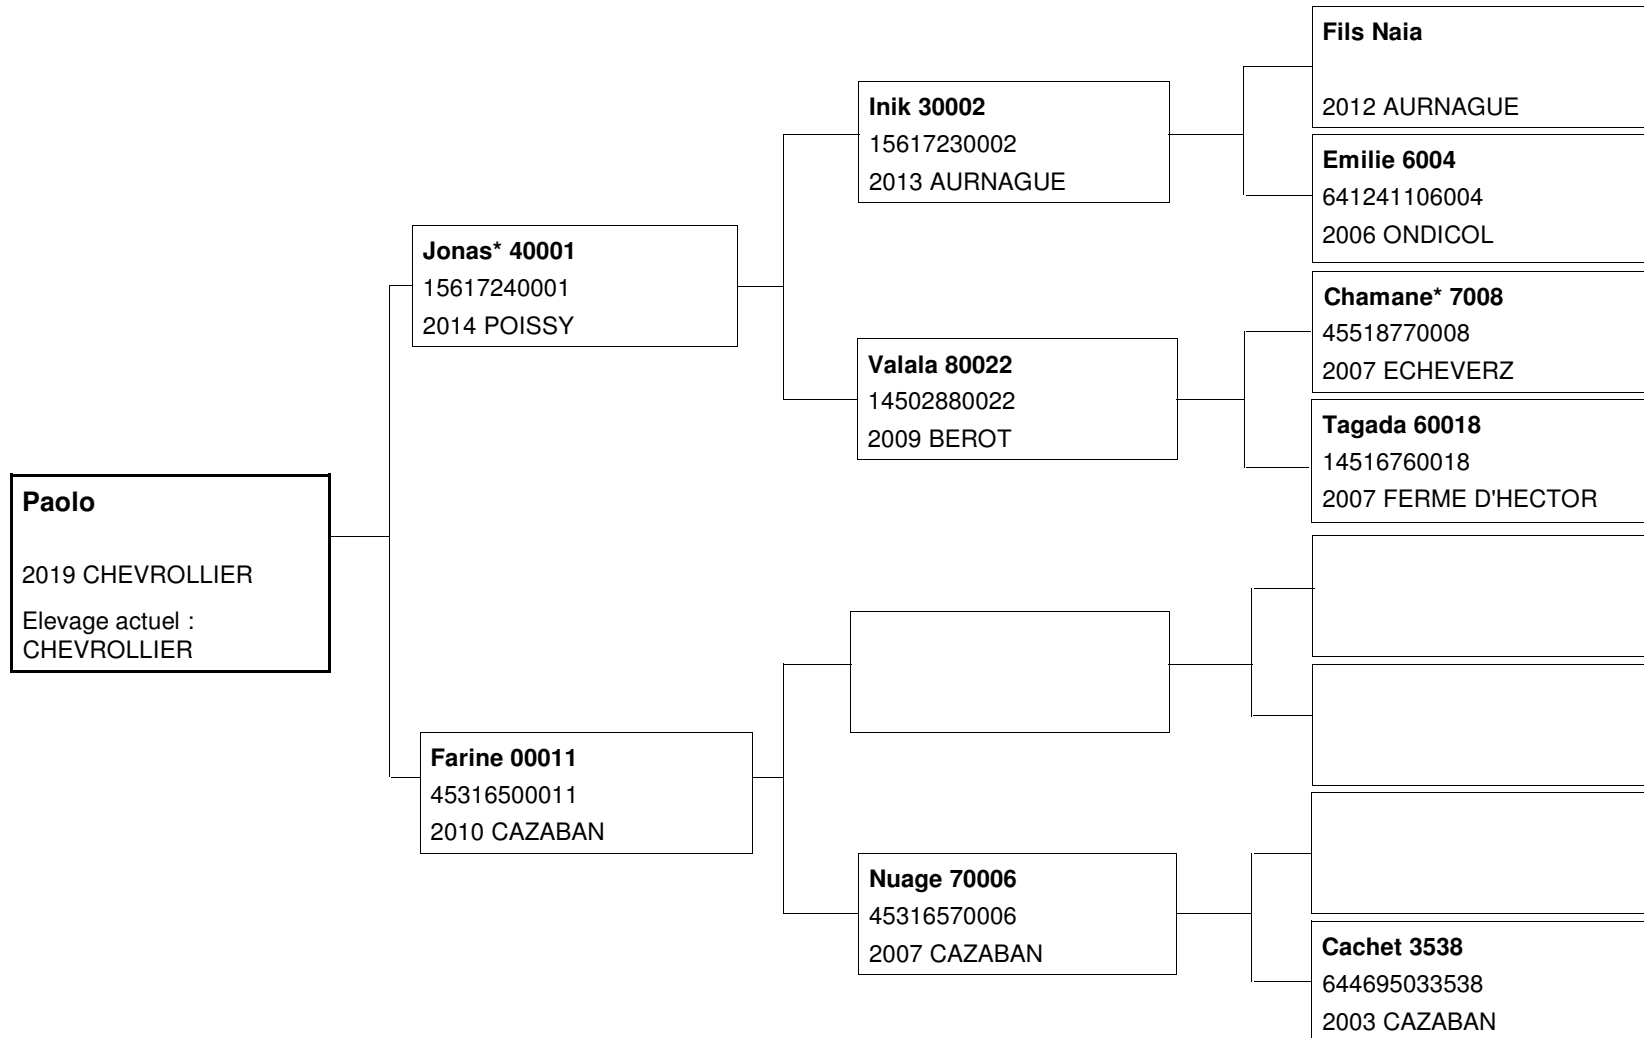 Paolo
2019 CHEVROLLIER
Elevage actuel :
CHEVROLLIER
Jonas* 40001
15617240001
2014 POISSY
Farine 00011
45316500011
2010 CAZABAN
Inik 30002
15617230002
2013 AURNAGUE
Valala 80022
14502880022
2009 BEROT
Nuage 70006
45316570006
2007 CAZABAN
Fils Naia
2012 AURNAGUE
Emilie 6004
641241106004
2006 ONDICOL
Chamane* 7008
45518770008
2007 ECHEVERZ
Tagada 60018
14516760018
2007 FERME D'HECTOR
Cachet 3538
644695033538
2003 CAZABAN